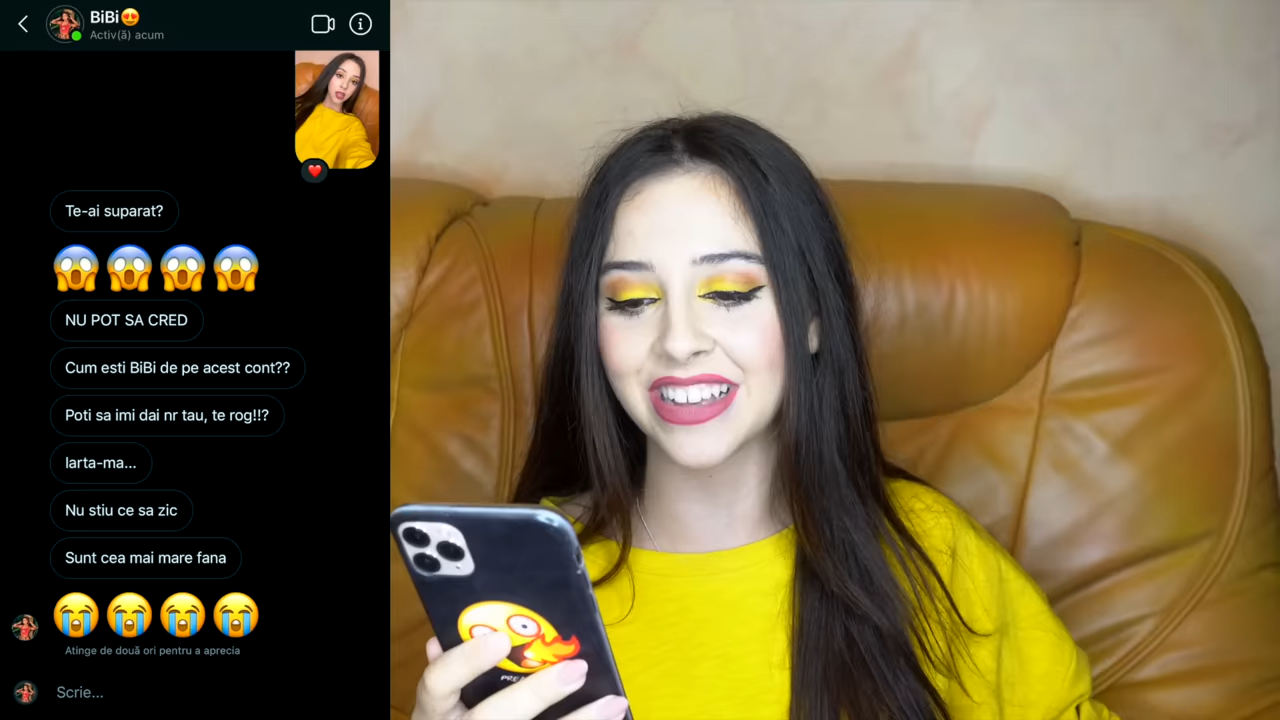 BiBi😍
Activ(ă) acum
Te-ai suparat?
😱😱😱😱
NU POT SA CRED
Cum esti BiBi de pe acest cont??
Poti sa imi dai nr tau, te rog!!?
Iarta-ma...
Nu stiu ce sa zic
Sunt cea mai mare fana
😭😭😭😭
Atinge de două ori pentru a aprecia
Scrie...